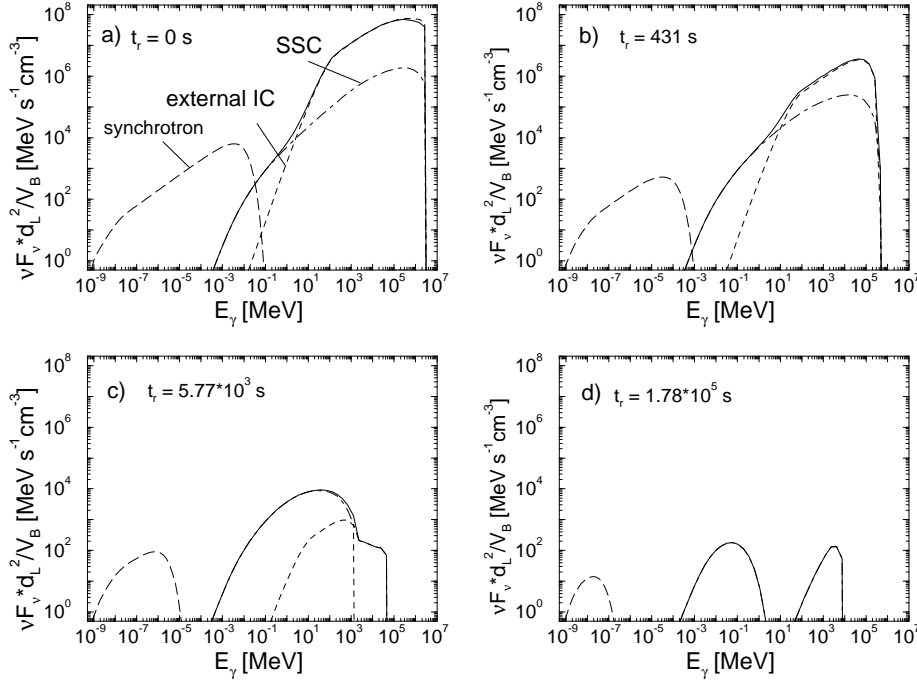 a) t_r = 0 s
SSC
external IC
synchrotron
νF_ν*d_L^2/V_B [MeV s^-1 cm^-3]
10^8
10^6
10^4
10^2
10^0
10^-9 10^-7 10^-5 10^-3 10^-1 10^1 10^3 10^5 10^7
E_γ [MeV]
b) t_r = 431 s
νF_ν*d_L^2/V_B [MeV s^-1 cm^-3]
10^8
10^6
10^4
10^2
10^0
10^-9 10^-7 10^-5 10^-3 10^-1 10^1 10^3 10^5 10^7
E_γ [MeV]
c) t_r = 5.77*10^3 s
νF_ν*d_L^2/V_B [MeV s^-1 cm^-3]
10^8
10^6
10^4
10^2
10^0
10^-9 10^-7 10^-5 10^-3 10^-1 10^1 10^3 10^5 10^7
E_γ [MeV]
d) t_r = 1.78*10^5 s
νF_ν*d_L^2/V_B [MeV s^-1 cm^-3]
10^8
10^6
10^4
10^2
10^0
10^-9 10^-7 10^-5 10^-3 10^-1 10^1 10^3 10^5 10^7
E_γ [MeV]